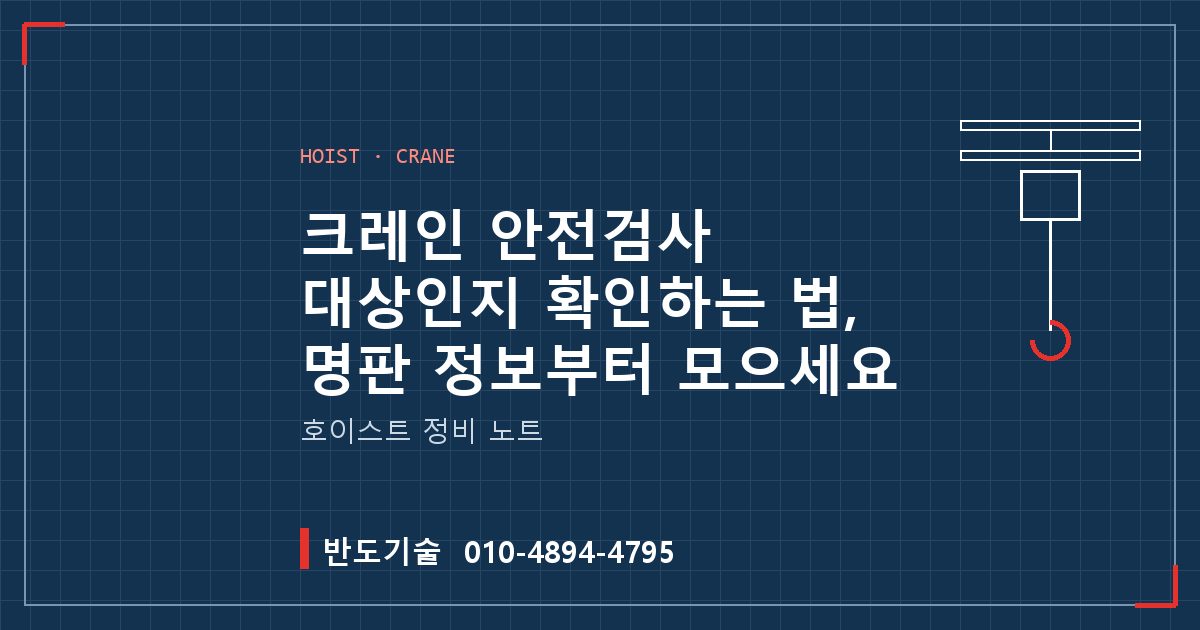 HOIST · CRANE
크레인 안전검사
대상인지 확인하는 법,
명판 정보부터 모으세요
호이스트 정비 노트
반도기술 010-4894-4795